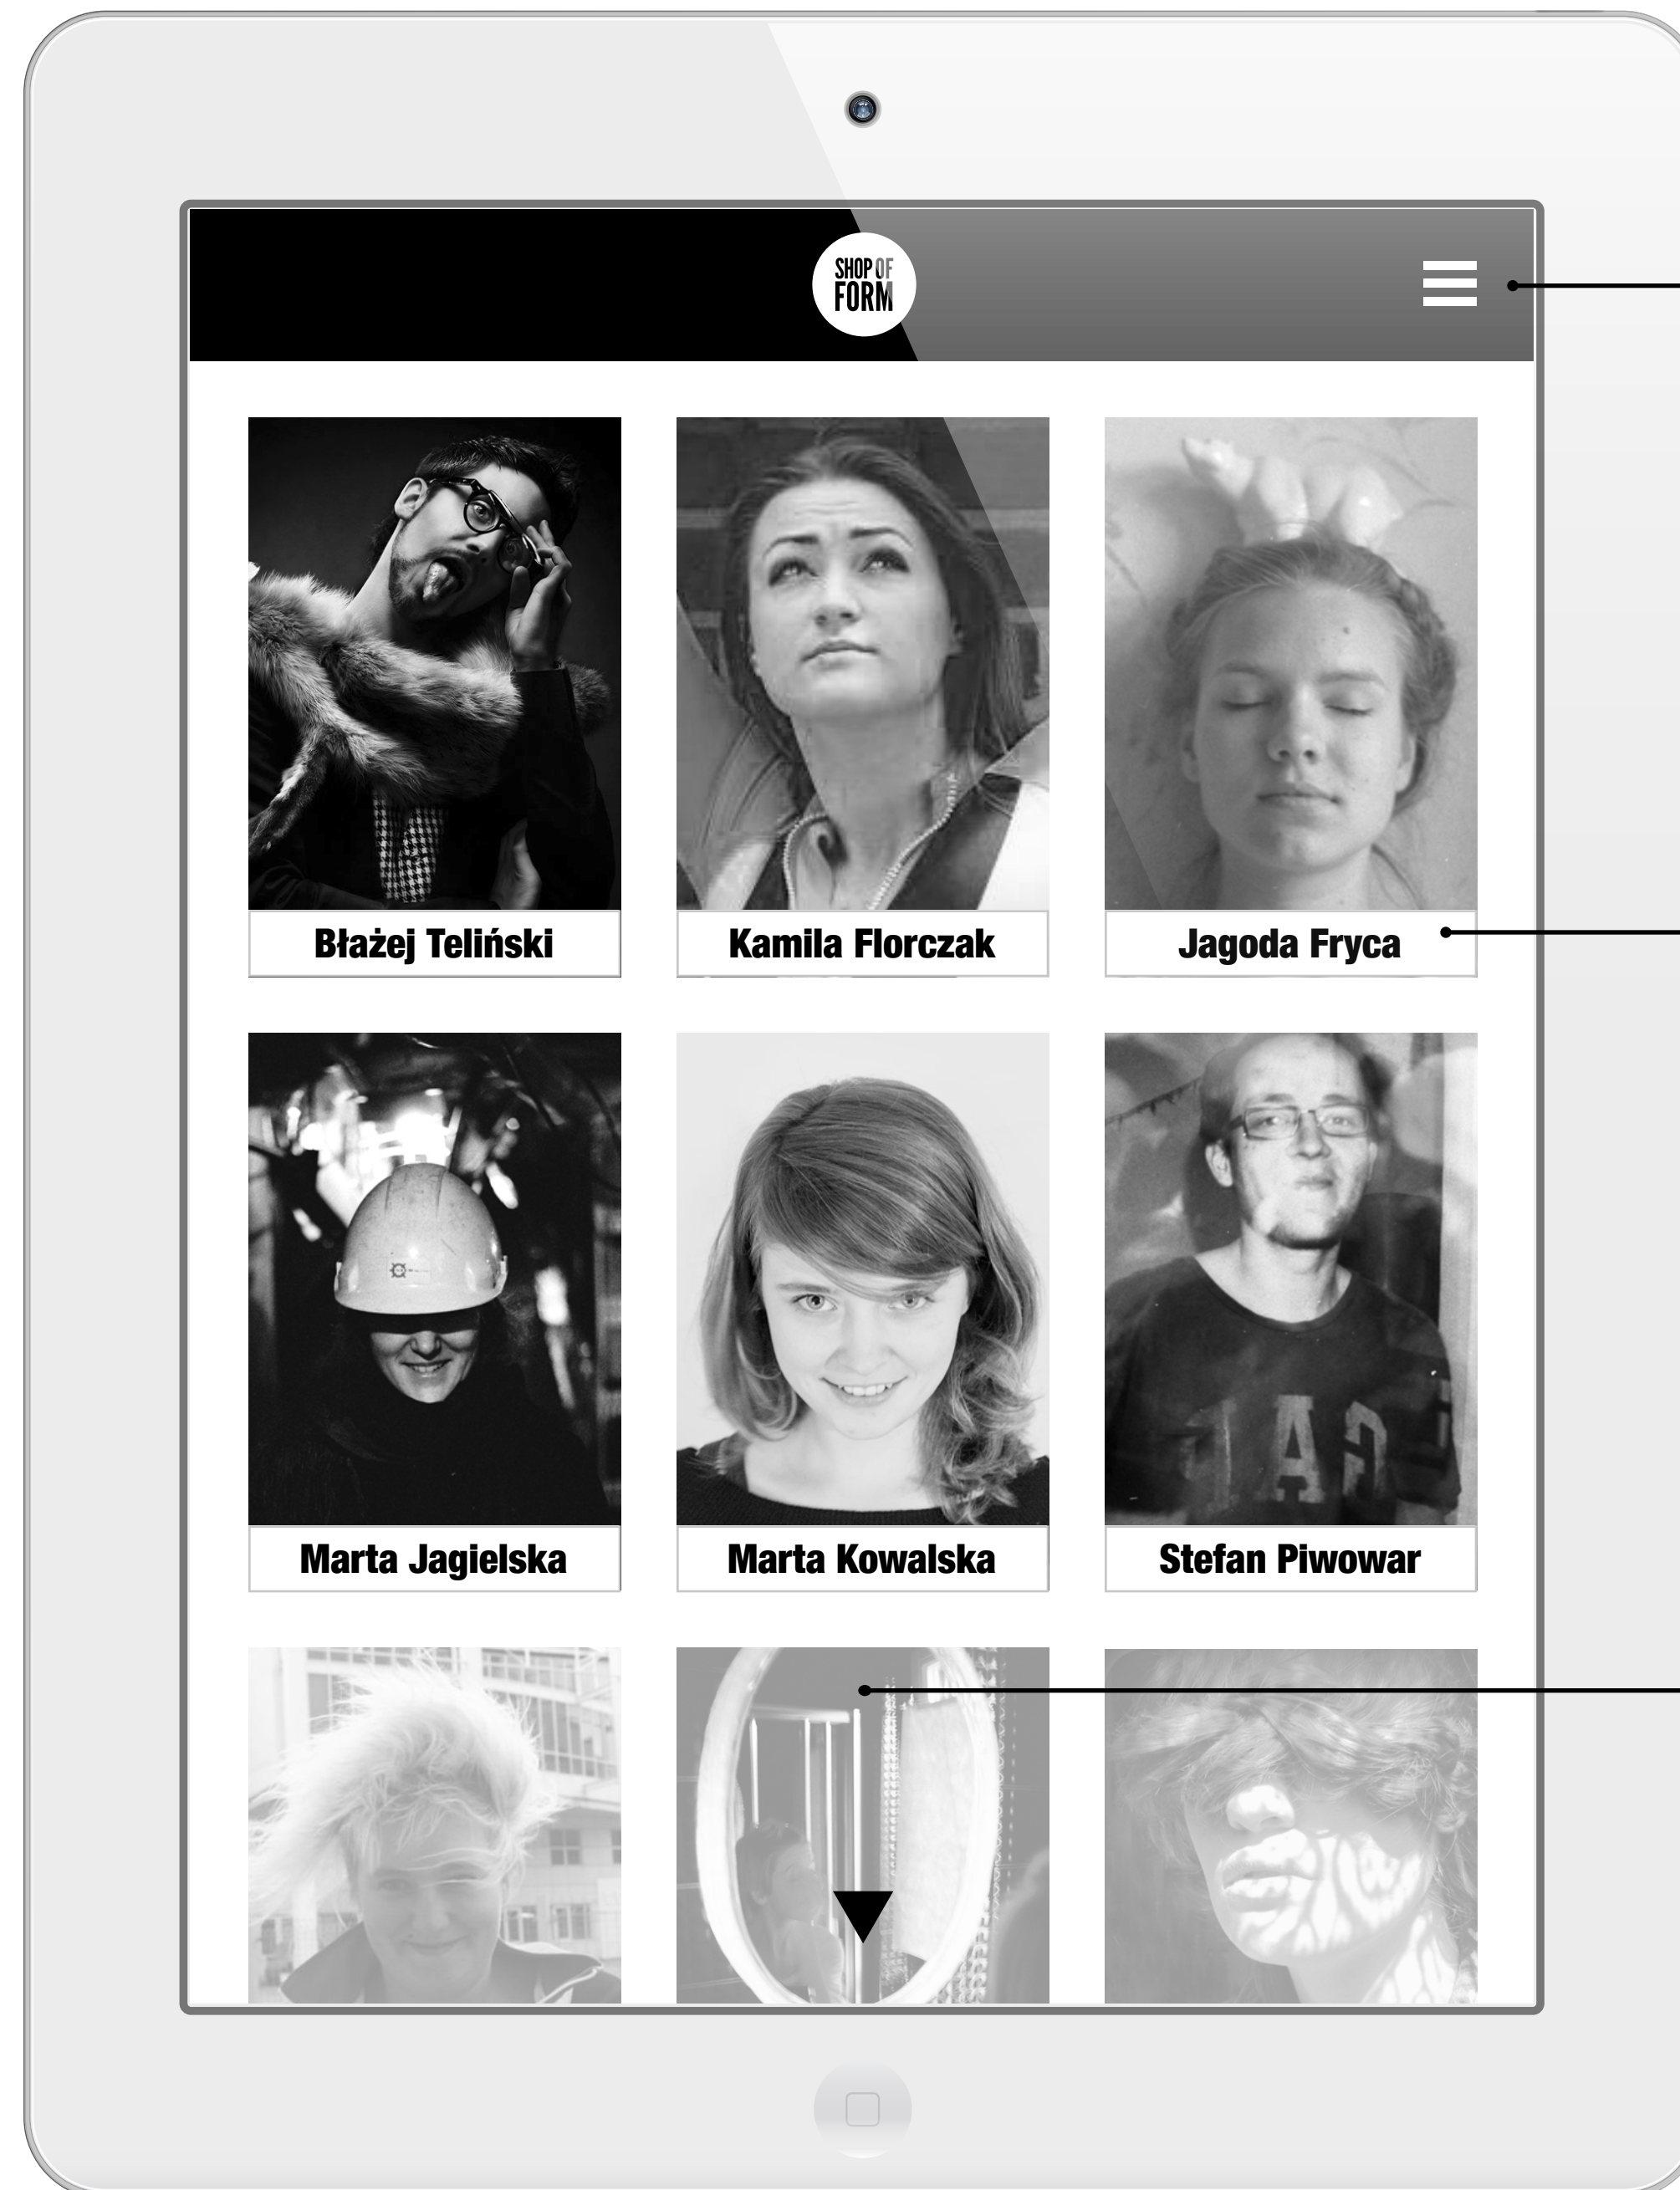 SHOP OF
FORM
Błażej Teliński
Kamila Florczak
Jagoda Fryca
Marta Jagielska
Marta Kowalska
Stefan Piwowar